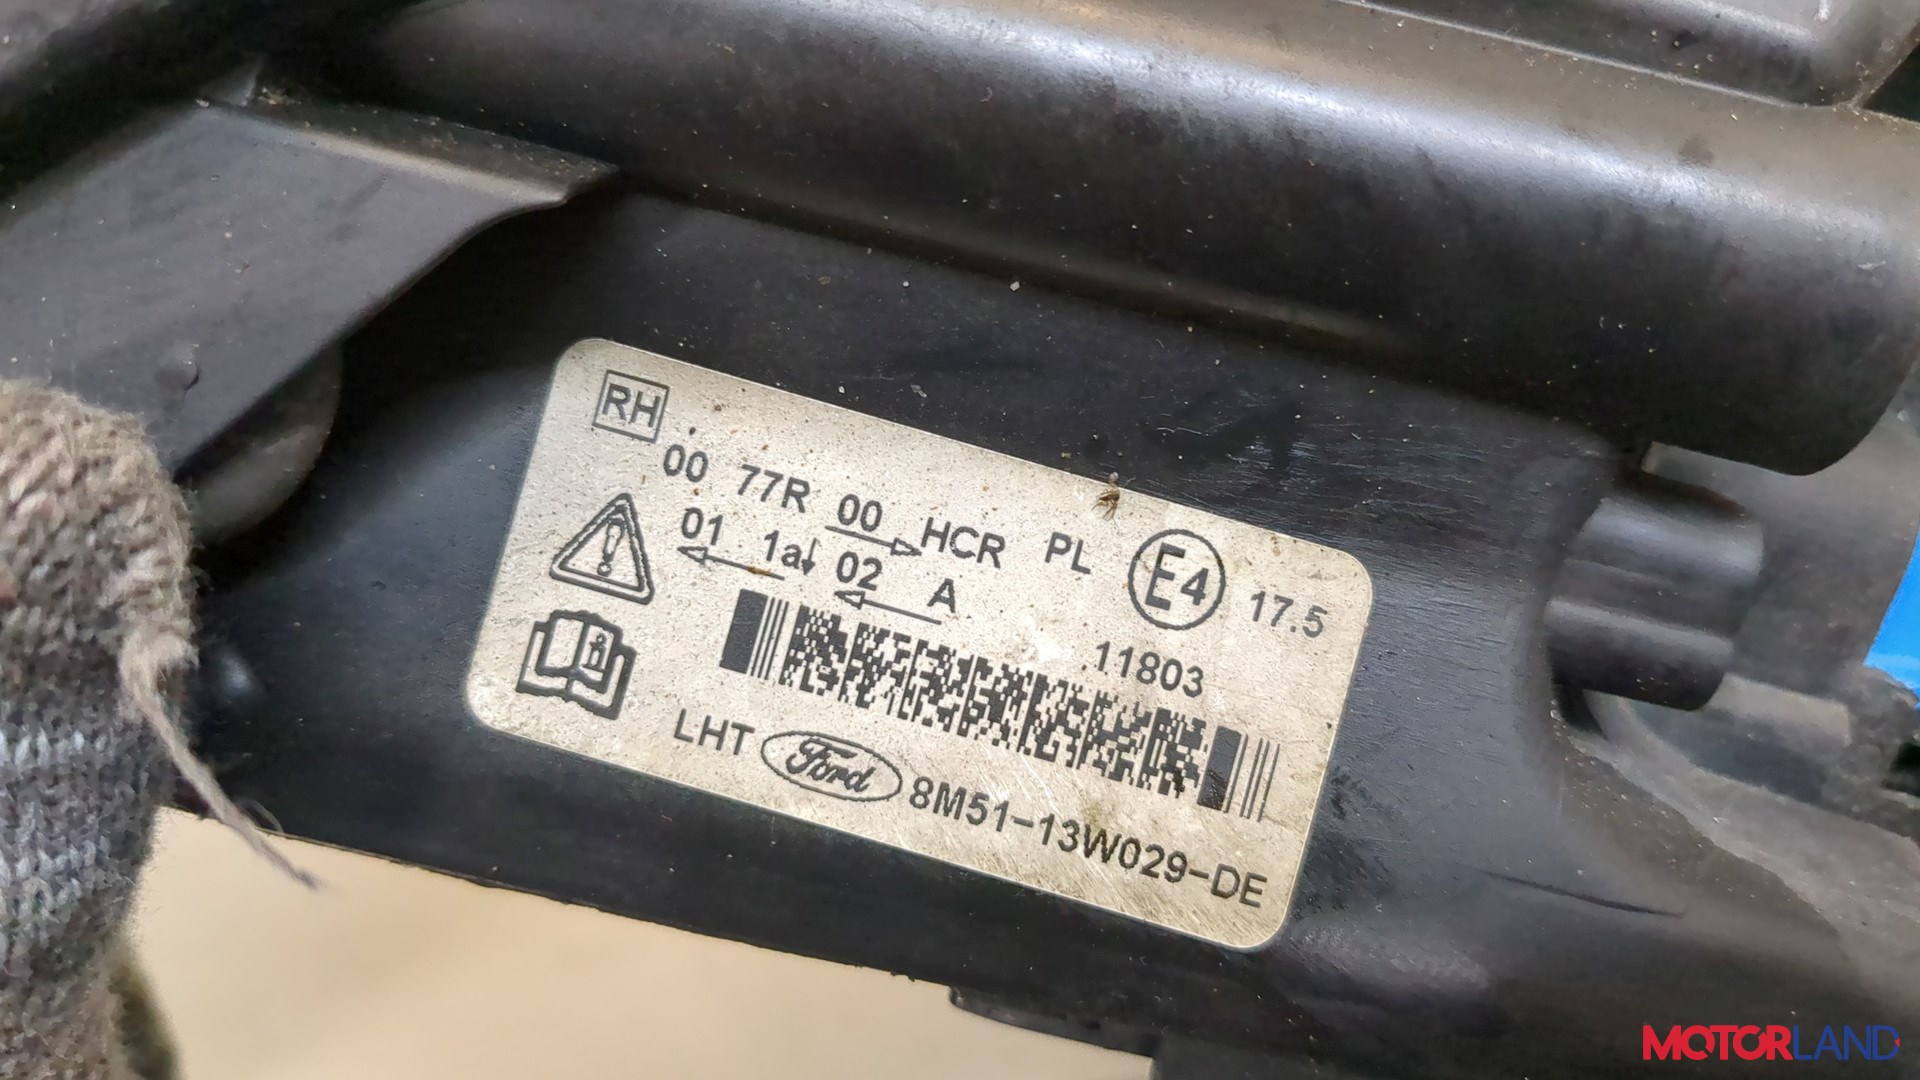 RH
00 77R 00 HCR PL E4 17.5
01 1a 02 A
11803
LHT Ford 8M51-13W029-DE
MOTORLAND